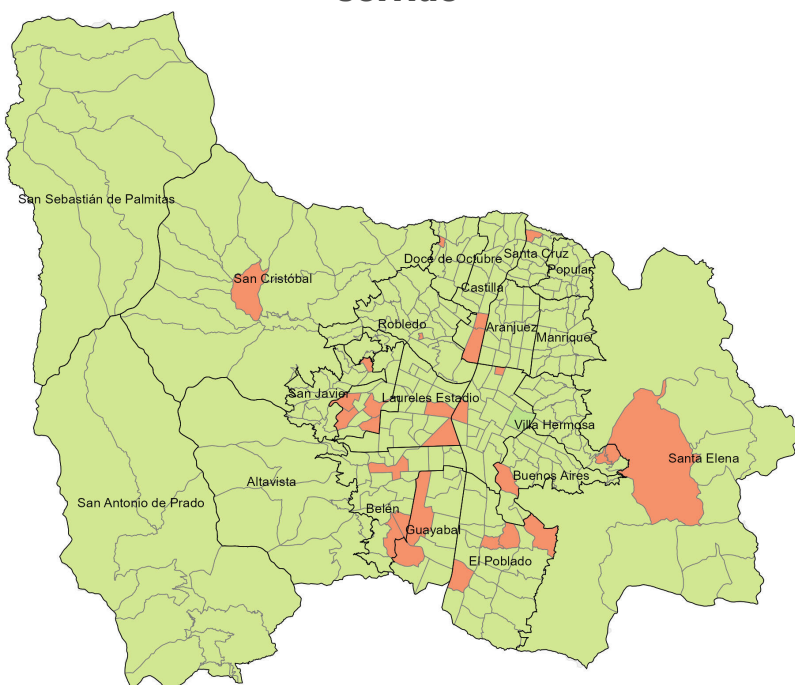 San Sebastián de Palmitas
Doce de Octubre
Santa Cruz
Popular
San Cristóbal
Castilla
Robledo
Aranjuez
Manrique
San Javier
Laureles Estadio
Villa Hermosa
Santa Elena
Buenos Aires
Altavista
San Antonio de Prado
Belén
Guayabal
El Poblado